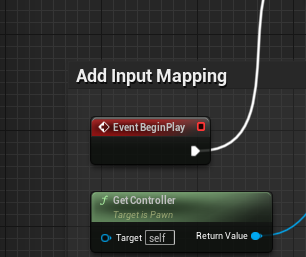 Add Input Mapping
Event BeginPlay
f Get Controller
Target is Pawn
Target self Return Value